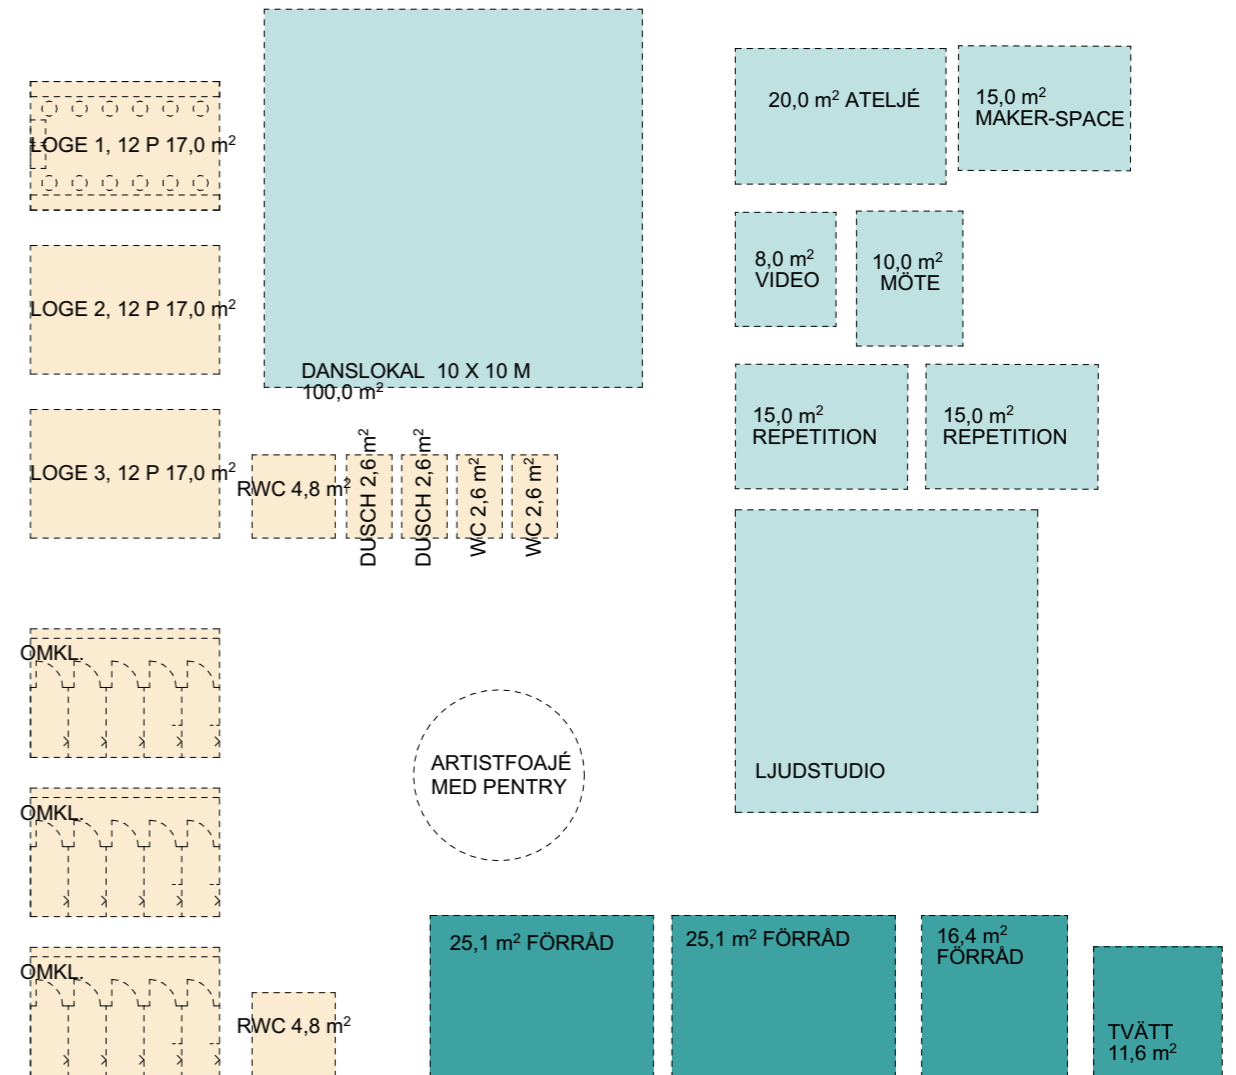 LOGE 1, 12 P 17,0 m²
LOGE 2, 12 P 17,0 m²
LOGE 3, 12 P 17,0 m²
DANSLOKAL 10 X 10 M
100,0 m²
RWC 4,8 m²
DUSCH 2,6 m²
DUSCH 2,6 m²
WC 2,6 m²
WC 2,6 m²
20,0 m² ATELJÉ
15,0 m²
MAKER-SPACE
8,0 m²
VIDEO
10,0 m²
MÖTE
15,0 m²
REPETITION
15,0 m²
REPETITION
LJUDSTUDIO
OMKL.
OMKL.
OMKL.
RWC 4,8 m²
ARTISTFOAJÉ
MED PENTRY
25,1 m² FÖRRÅD
25,1 m² FÖRRÅD
16,4 m²
FÖRRÅD
TVÄTT
11,6 m²